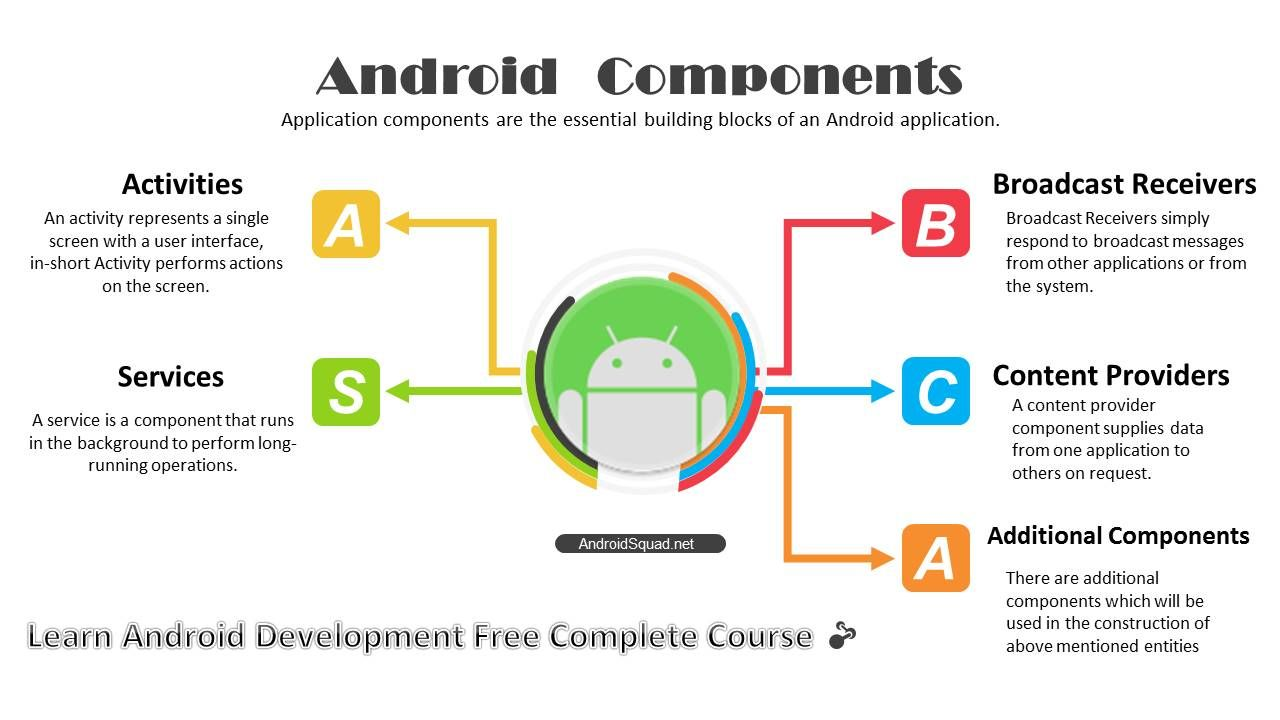 Android Components
Application components are the essential building blocks of an Android application.
Activities
An activity represents a single
screen with a user interface,
in-short Activity performs actions
on the screen.
A
Services
A service is a component that runs
in the background to perform long-
running operations.
S
B
Broadcast Receivers
Broadcast Receivers simply
respond to broadcast messages
from other applications or from
the system.
C
Content Providers
A content provider
component supplies data
from one application to
others on request.
A
Additional Components
There are additional
components which will be
used in the construction of
above mentioned entities
AndroidSquad.net
Learn Android Development Free Complete Course